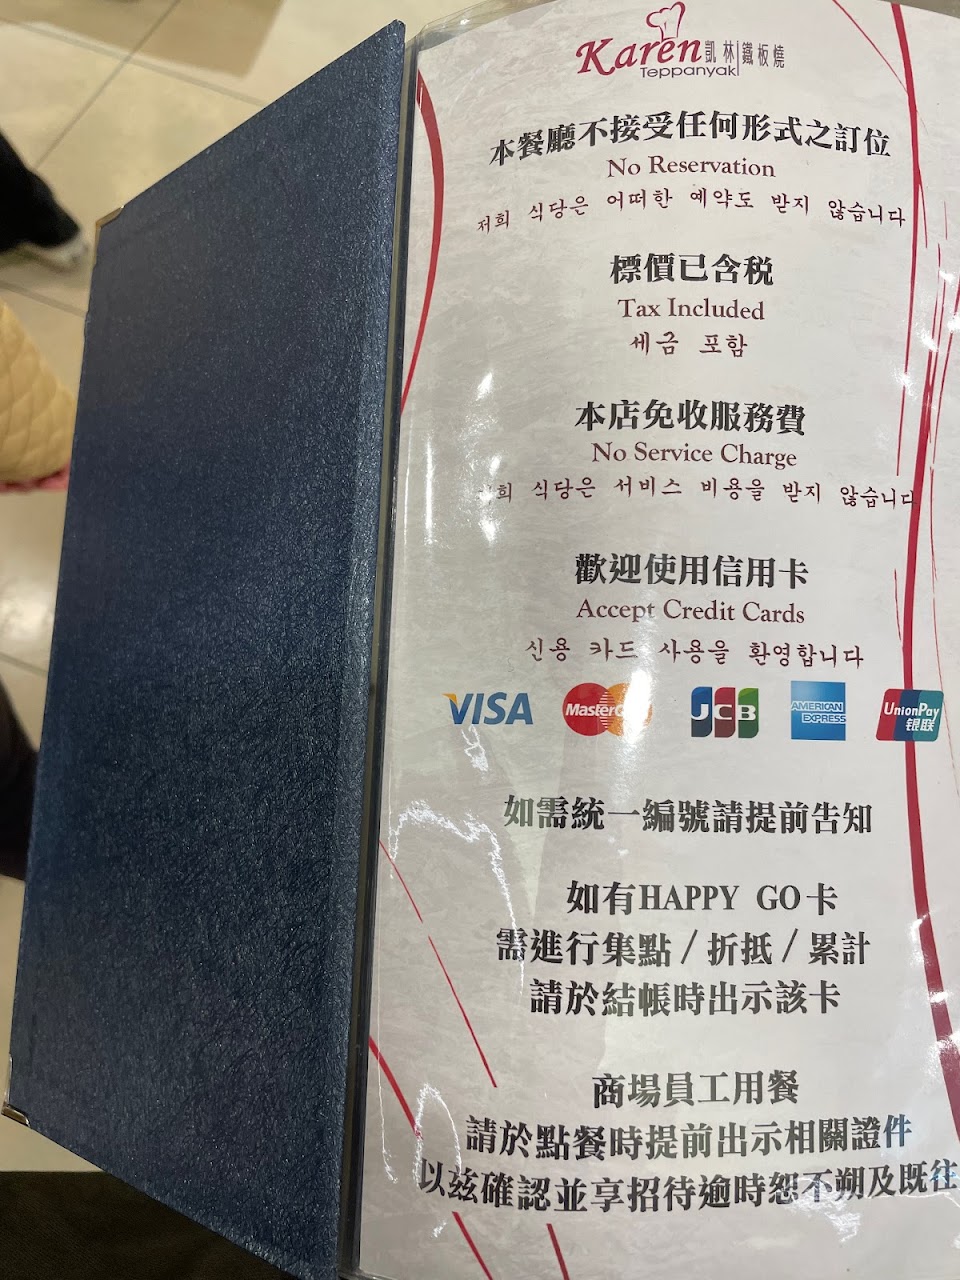 Karen 凱林 鐵板燒
Teppanyaki
本餐廳不接受任何形式之訂位
No Reservation
저희 식당은 어떠한 예약도 받지 않습니다
標價已含税
Tax Included
세금 포함
本店免收服務費
No Service Charge
저희 식당은 서비스 비용을 받지 않습니다
歡迎使用信用卡
Accept Credit Cards
신용 카드 사용을 환영합니다
VISA MasterCard JCB AMERICAN EXPRESS UnionPay 银联
如需統一編號請提前告知
如有HAPPY GO卡
需進行集點/折抵/累計
請於結帳時出示該卡
商場員工用餐
請於點餐時提前出示相關證件
以茲確認並享招待逾時恕不朔及既往